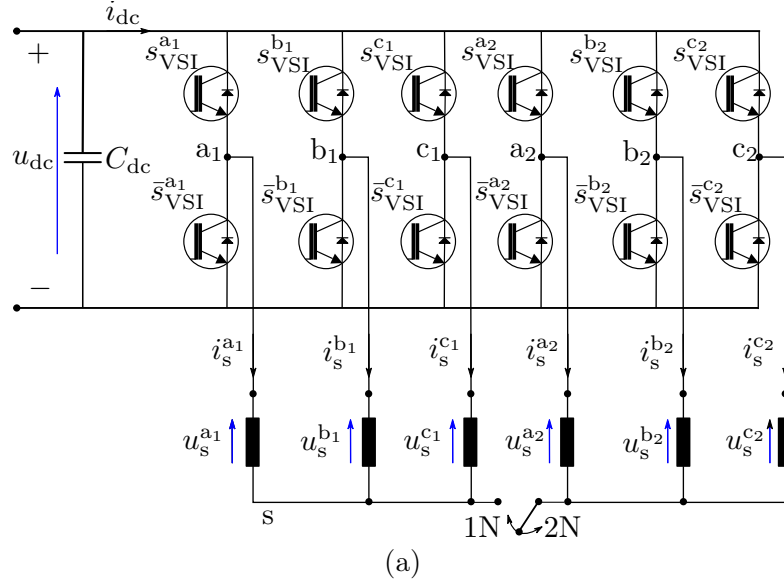 i_dc
+
s_VSI^a1 s_VSI^b1 s_VSI^c1 s_VSI^a2 s_VSI^b2 s_VSI^c2
u_dc C_dc a₁ b₁ c₁ a₂ b₂ c₂
s̄_VSI^a1 s̄_VSI^b1 s̄_VSI^c1 s̄_VSI^a2 s̄_VSI^b2 s̄_VSI^c2
−
i_s^a1 i_s^b1 i_s^c1 i_s^a2 i_s^b2 i_s^c2
u_s^a1 u_s^b1 u_s^c1 u_s^a2 u_s^b2 u_s^c2
s 1N 2N
(a)